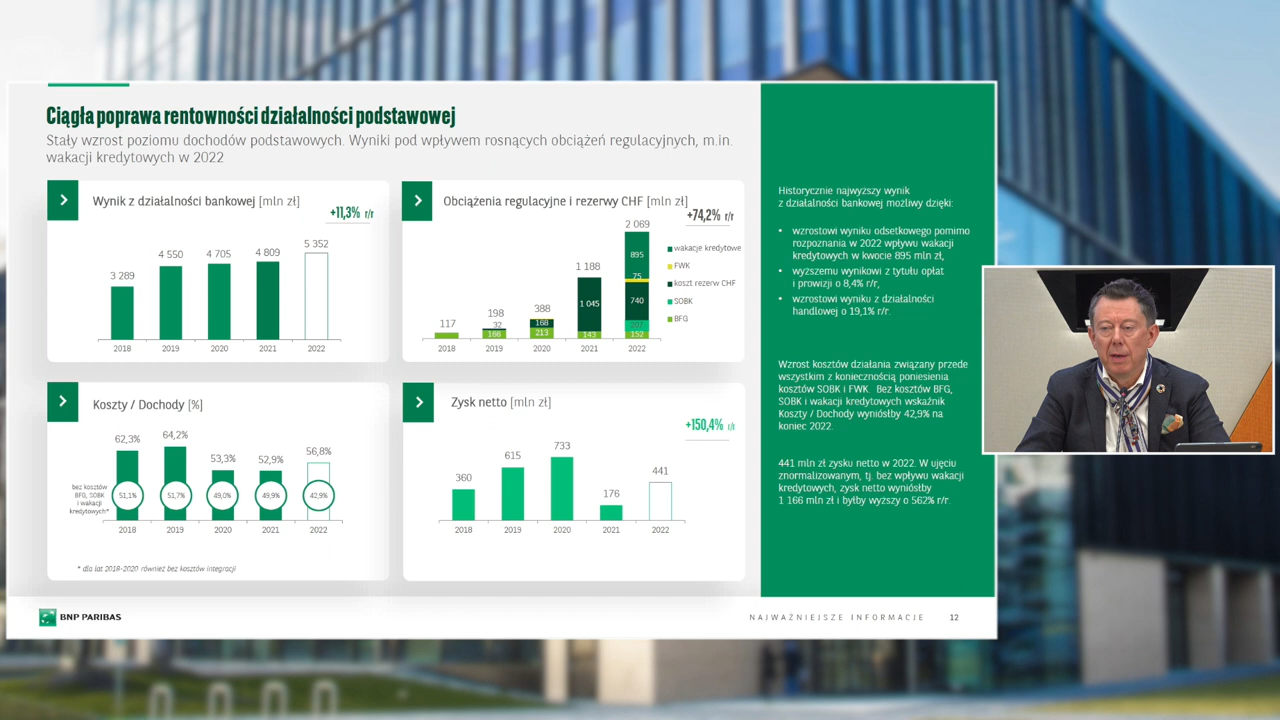 Ciągła poprawa rentowności działalności podstawowej
Stały wzrost poziomu dochodów podstawowych. Wyniki pod wpływem rosnących obciążeń regulacyjnych, m.in.
wakacji kredytowych w 2022
Wynik z działalności bankowej [mln zł]
+11,3% r/r
3 289
4 550
4 705
4 809
5 352
2018
2019
2020
2021
2022
Obciążenia regulacyjne i rezerwy CHF [mln zł]
+74,2% r/r
2 069
895
75
740
207
152
1 188
1 045
143
388
168
213
198
32
166
117
wakacje kredytowe
FWK
koszt rezerw CHF
SOBK
BFG
2018
2019
2020
2021
2022
Koszty / Dochody [%]
62,3%
64,2%
53,3%
52,9%
56,8%
bez kosztów
BFG, SOBK
i wakacji
kredytowych*
51,1%
51,7%
49,0%
49,9%
42,9%
2018
2019
2020
2021
2022
* dla lat 2018-2020 również bez kosztów integracji
Zysk netto [mln zł]
+150,4% r/r
360
615
733
176
441
2018
2019
2020
2021
2022
Historycznie najwyższy wynik
z działalności bankowej możliwy dzięki:
• wzrostowi wyniku odsetkowego pomimo
rozpoznania w 2022 wpływu wakacji
kredytowych w kwocie 895 mln zł,
• wyższemu wynikowi z tytułu opłat
i prowizji o 8,4% r/r,
• wzrostowi wyniku z działalności
handlowej o 19,1% r/r.
Wzrost kosztów działania związany przede
wszystkim z koniecznością poniesienia
kosztów SOBK i FWK. Bez kosztów BFG,
SOBK i wakacji kredytowych wskaźnik
Koszty / Dochody wyniósłby 42,9% na
koniec 2022.
441 mln zł zysku netto w 2022. W ujęciu
znormalizowanym, tj. bez wpływu wakacji
kredytowych, zysk netto wyniósłby
1 166 mln zł i byłby wyższy o 562% r/r.
BNP PARIBAS
NAJWAŻNIEJSZE INFORMACJE
12